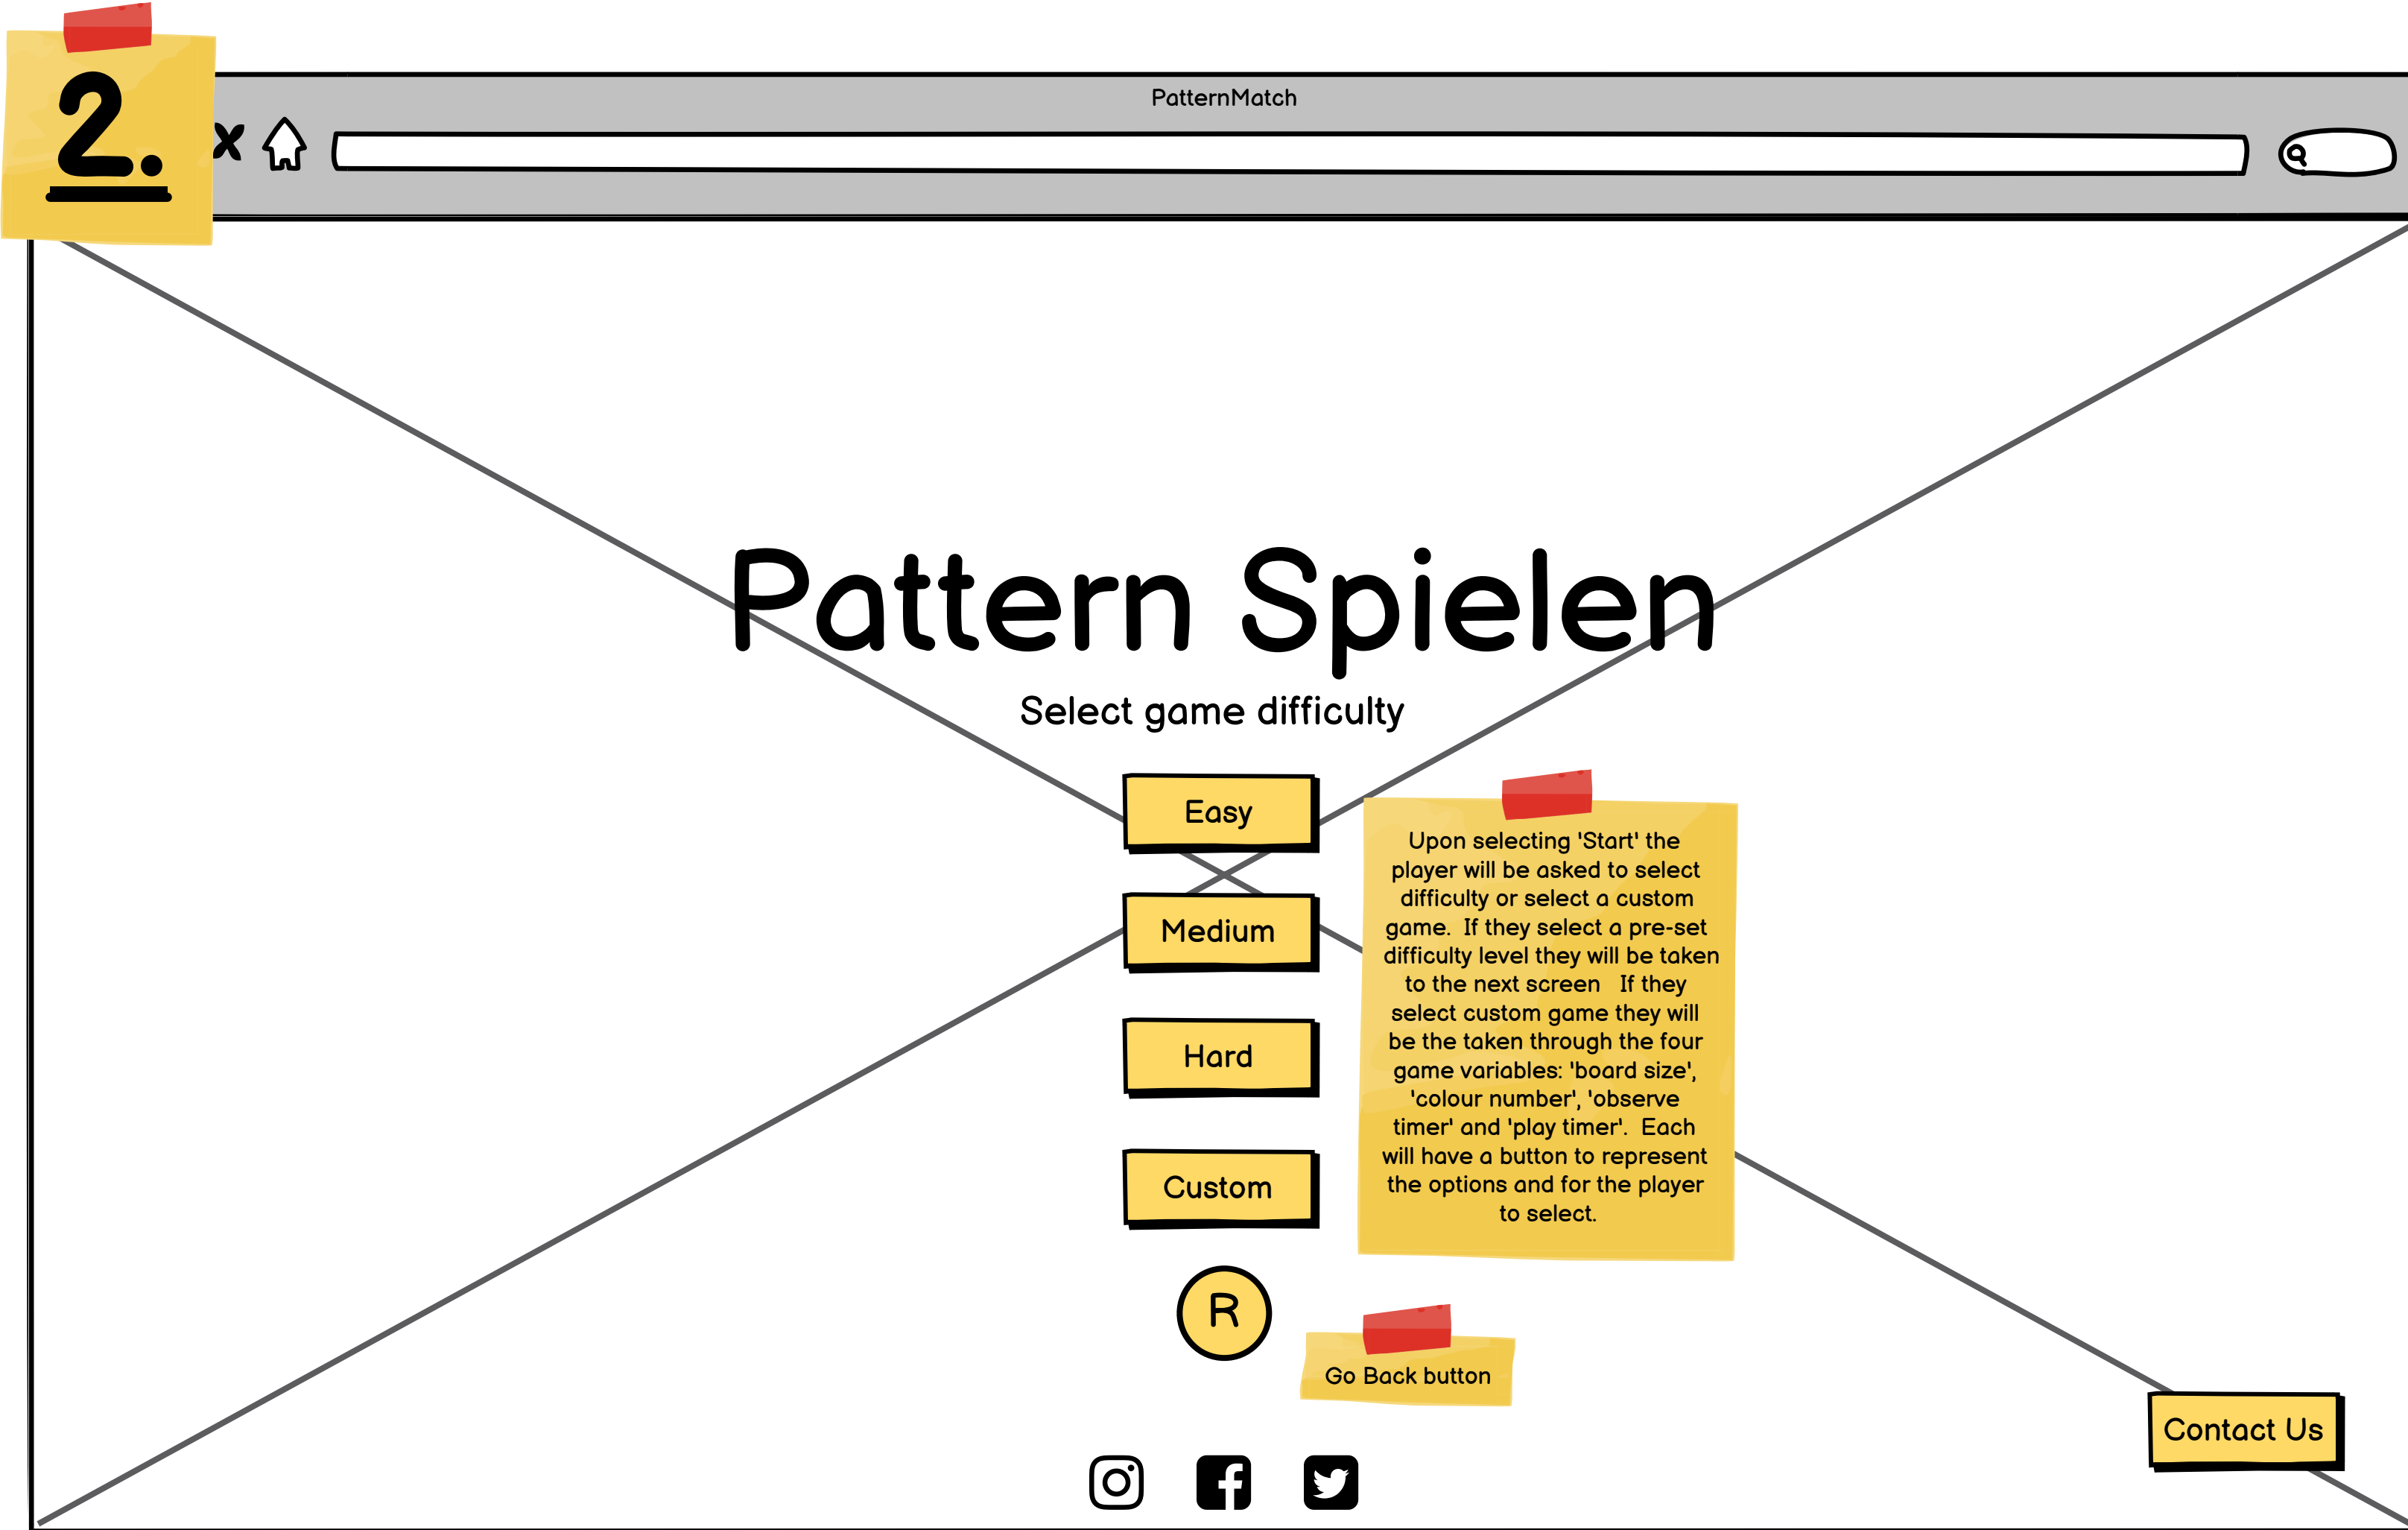 2.
PatternMatch
x
Pattern Spielen
Select game difficulty
Easy
Medium
Hard
Custom
Upon selecting 'Start' the
player will be asked to select
difficulty or select a custom
game.  If they select a pre-set
difficulty level they will be taken
to the next screen   If they
select custom game they will
be the taken through the four
game variables: 'board size',
'colour number', 'observe
timer' and 'play timer'.  Each
will have a button to represent
the options and for the player
to select.
R
Go Back button
Contact Us